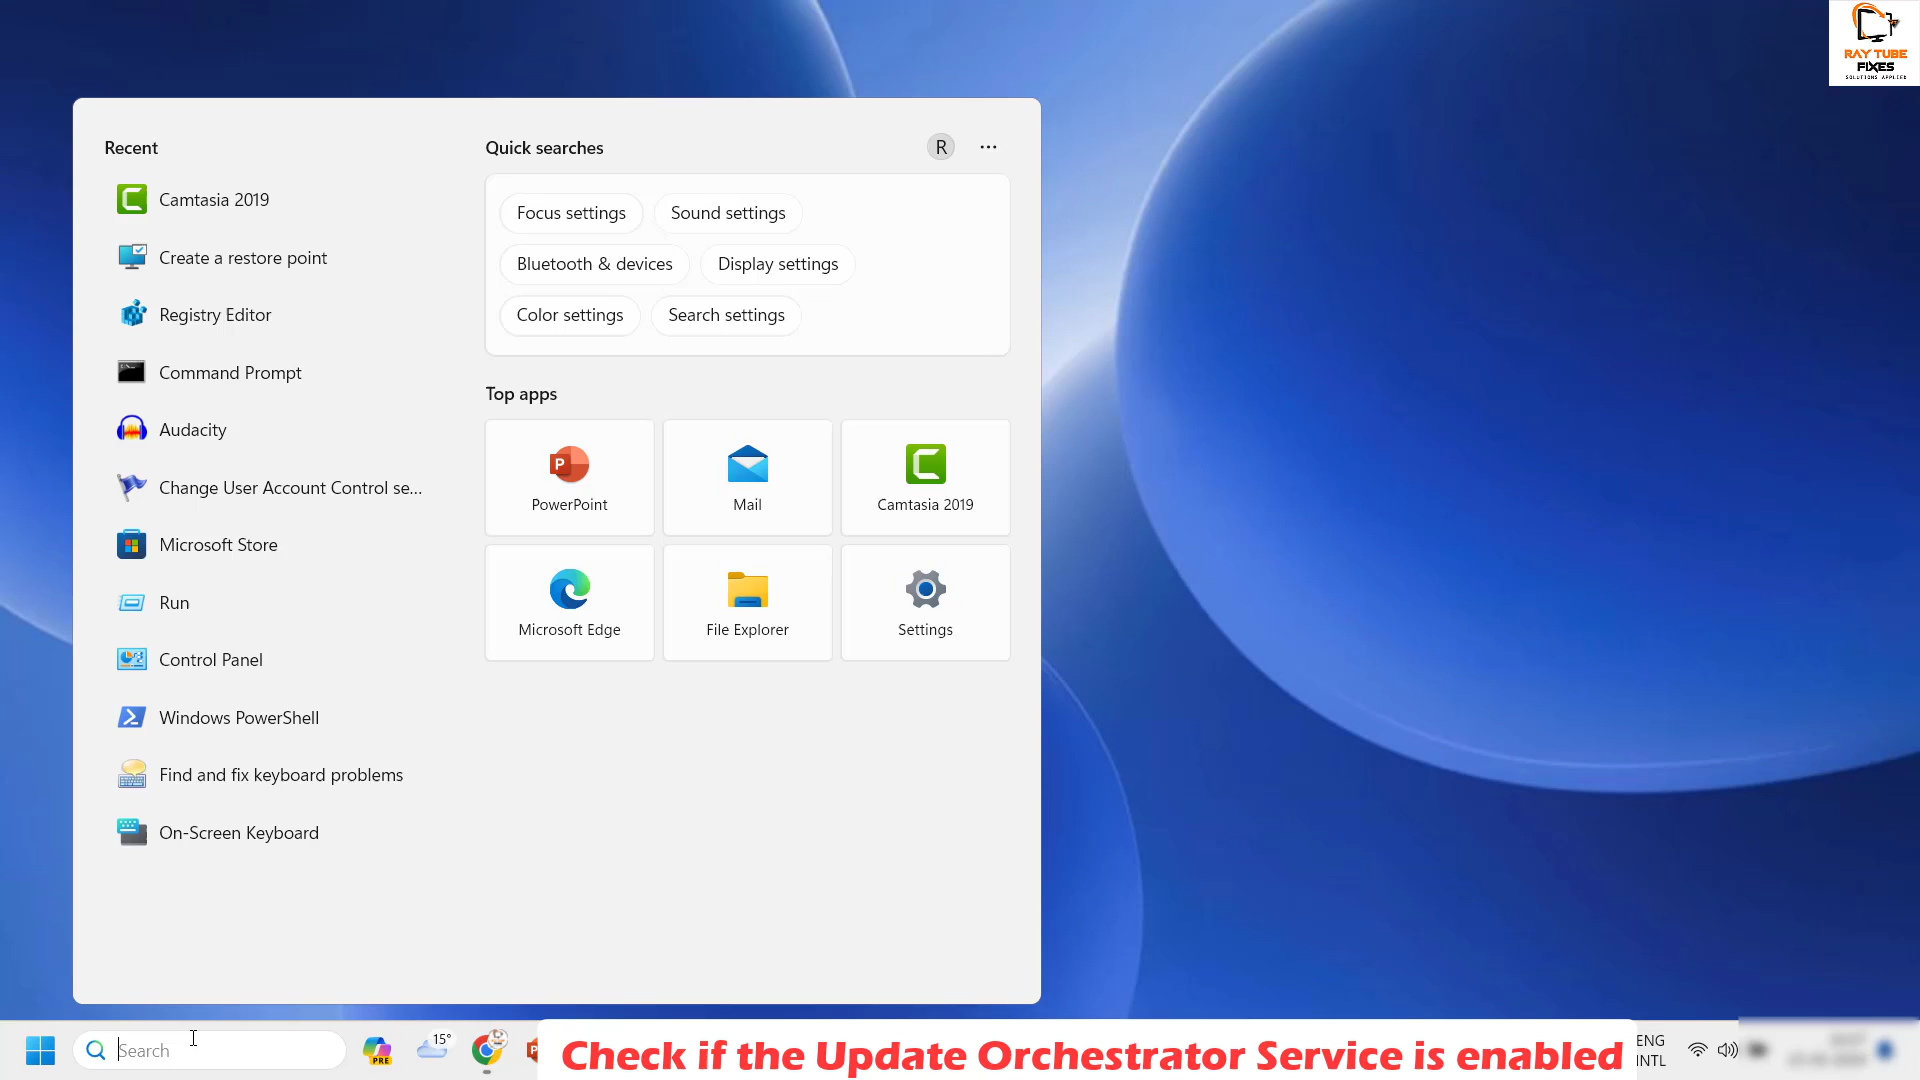 RAY TUBE
FIXES
SOLUTIONS APPLIED
Recent
Camtasia 2019
Create a restore point
Registry Editor
Command Prompt
Audacity
Change User Account Control se...
Microsoft Store
Run
Control Panel
Windows PowerShell
Find and fix keyboard problems
On-Screen Keyboard
Quick searches
R
Focus settings
Sound settings
Bluetooth & devices
Display settings
Color settings
Search settings
Top apps
PowerPoint
Mail
Camtasia 2019
Microsoft Edge
File Explorer
Settings
Search
PRE
15°
Check if the Update Orchestrator Service is enabled
ENG
INTL